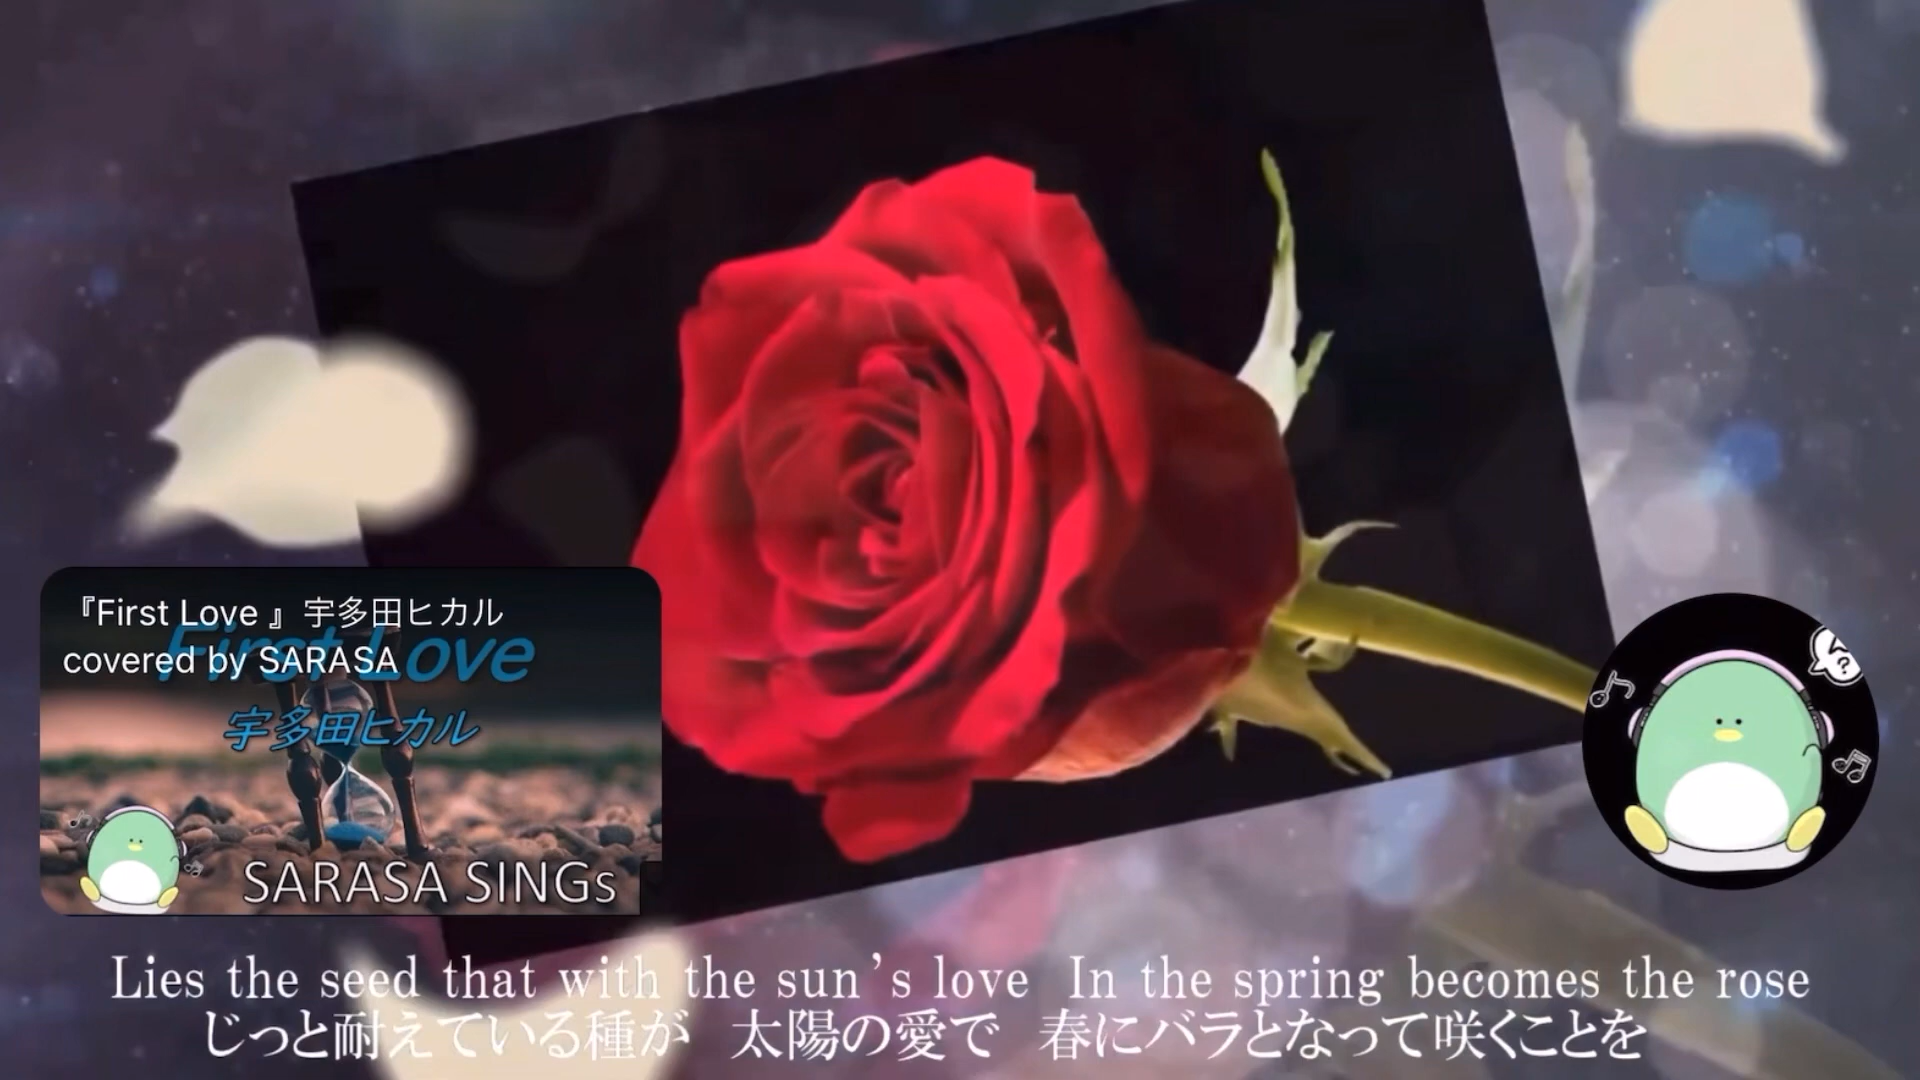 『First Love 』宇多田ヒカル
covered by SARASA
First Love
宇多田ヒカル
SARASA SINGs
?
Lies the seed that with the sun’s love In the spring becomes the rose
じっと耐えている種が 太陽の愛で 春にバラとなって咲くことを